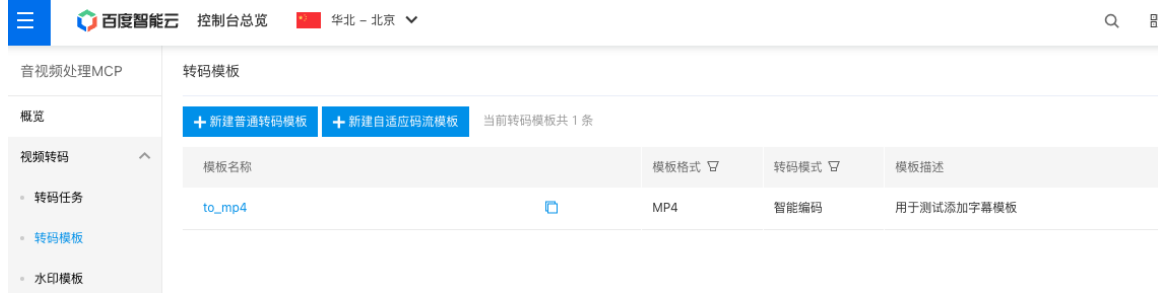 百度智能云 控制台总览 华北 – 北京
音视频处理MCP
转码模板
概览
+ 新建普通转码模板 + 新建自适应码流模板 当前转码模板共 1 条
视频转码
模板名称 模板格式 转码模式 模板描述
转码任务
to_mp4 MP4 智能编码 用于测试添加字幕模板
转码模板
水印模板